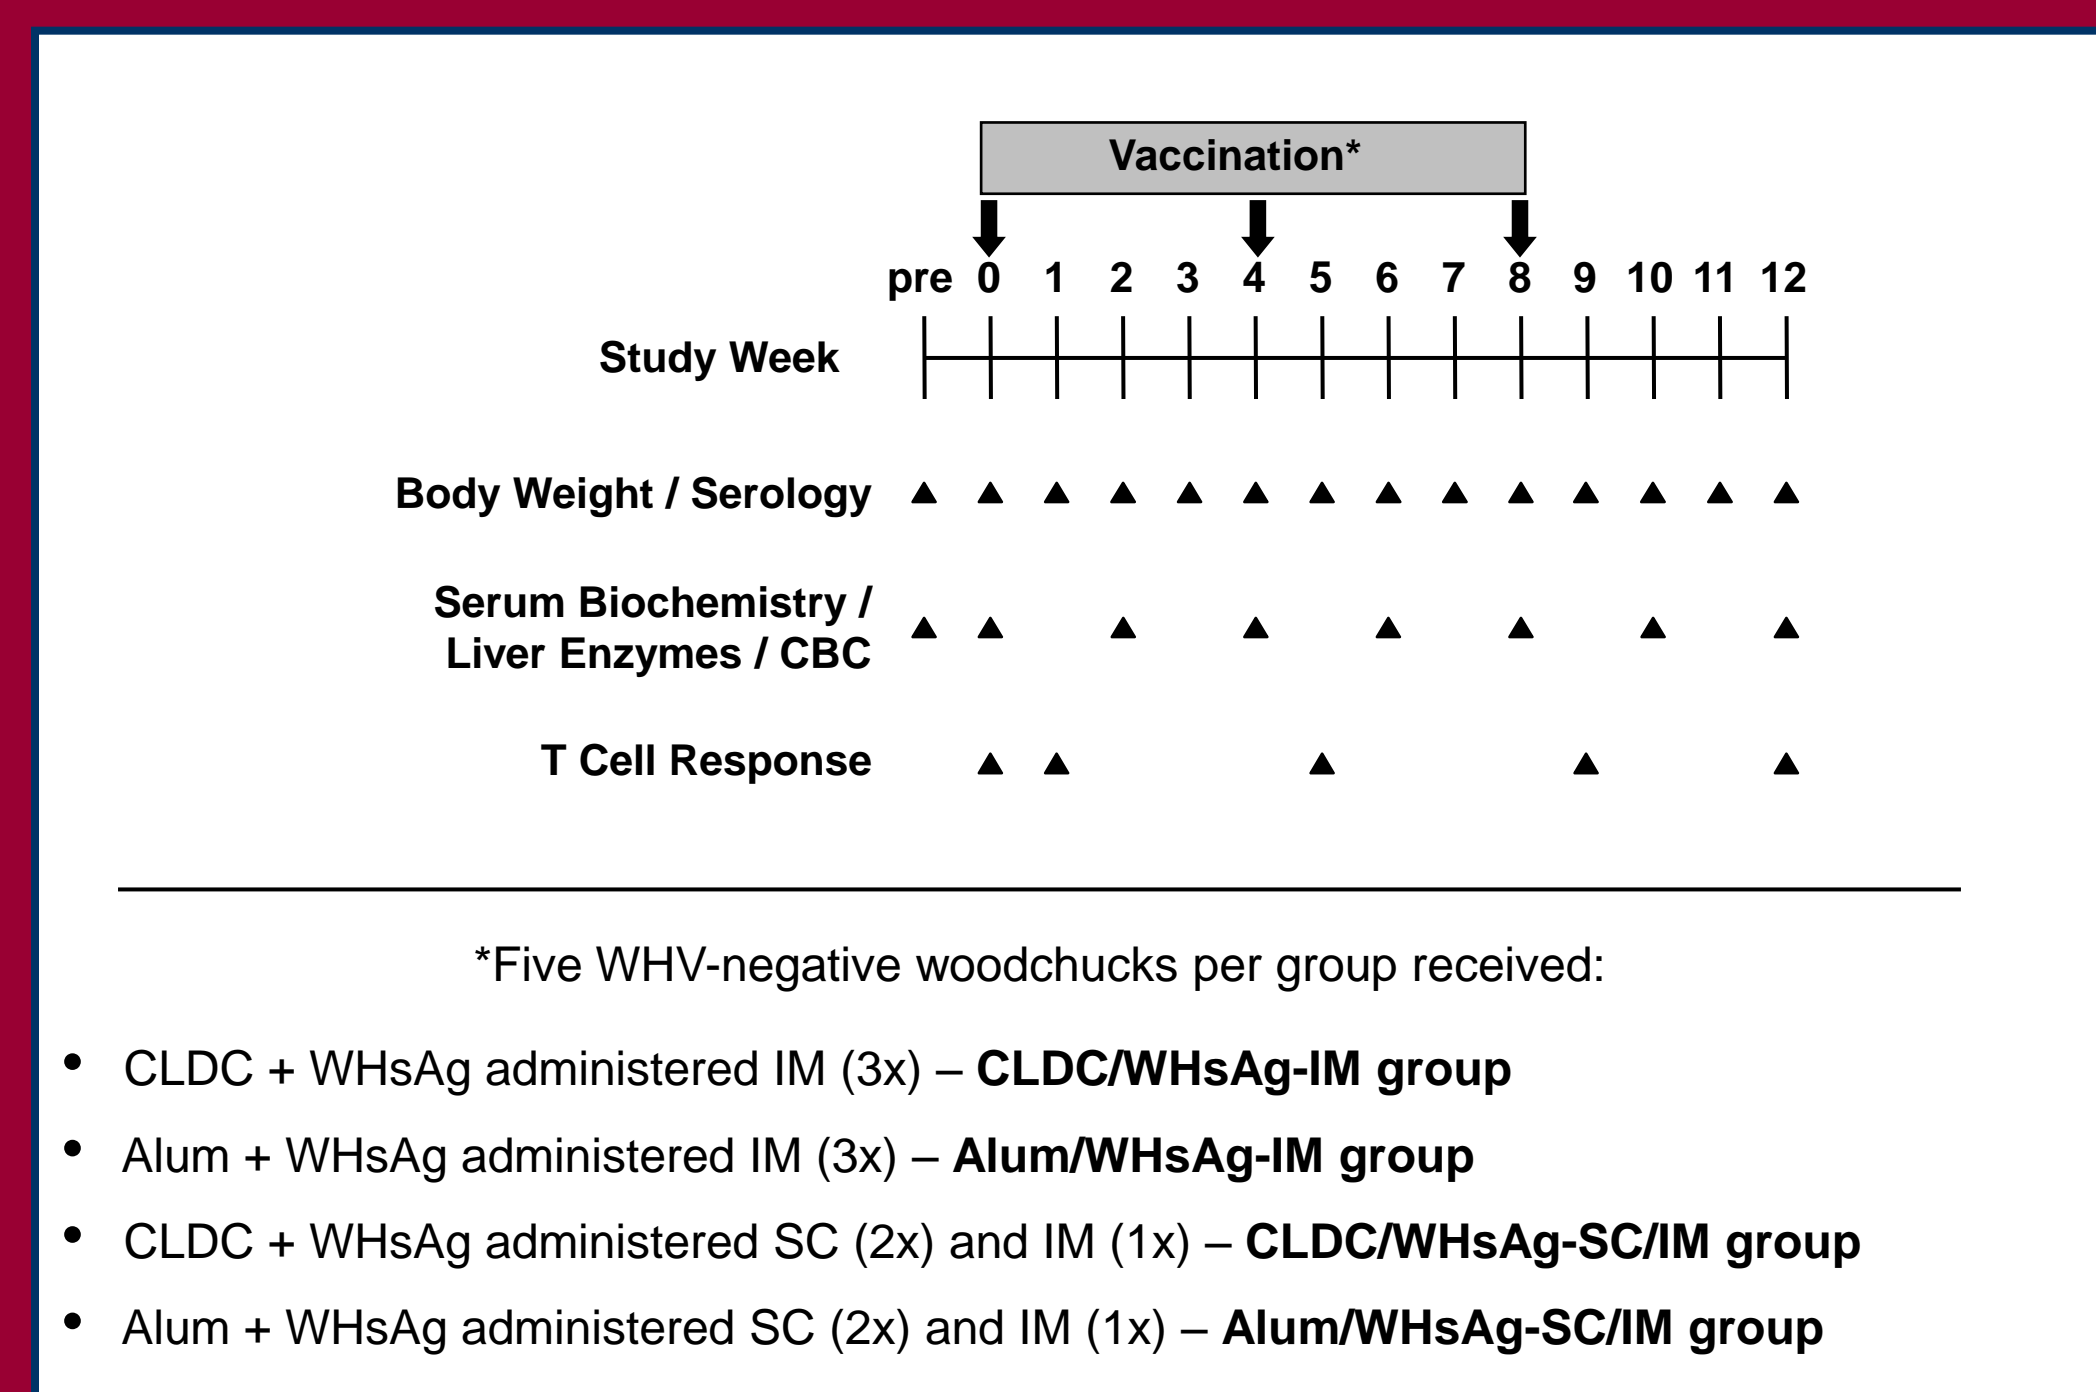 Vaccination*
pre 0 1 2 3 4 5 6 7 8 9 10 11 12
Study Week
Body Weight / Serology
Serum Biochemistry /
Liver Enzymes / CBC
T Cell Response
*Five WHV-negative woodchucks per group received:
• CLDC + WHsAg administered IM (3x) – CLDC/WHsAg-IM group
• Alum + WHsAg administered IM (3x) – Alum/WHsAg-IM group
• CLDC + WHsAg administered SC (2x) and IM (1x) – CLDC/WHsAg-SC/IM group
• Alum + WHsAg administered SC (2x) and IM (1x) – Alum/WHsAg-SC/IM group